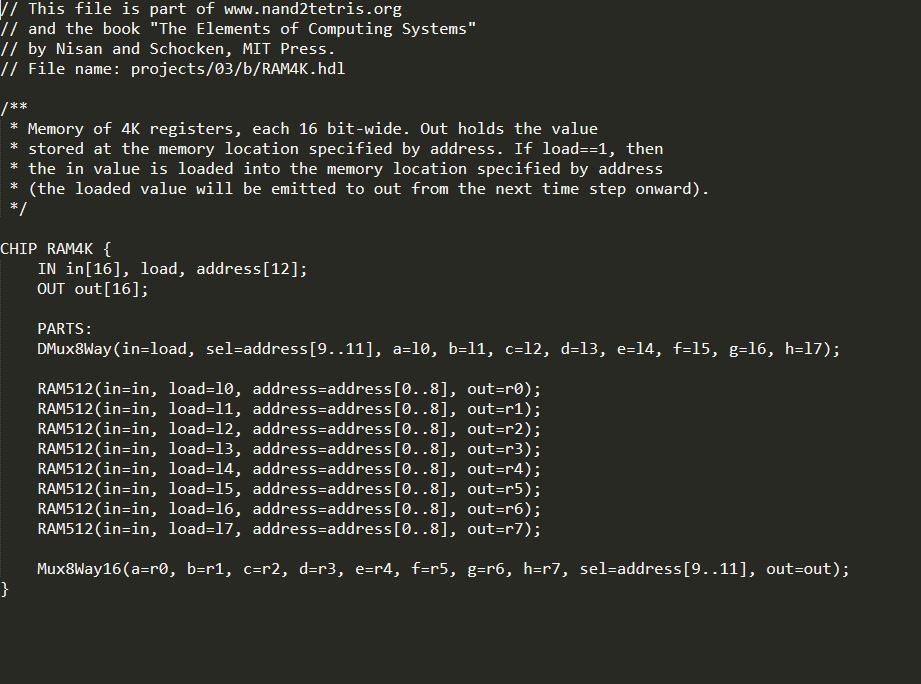 // This file is part of www.nand2tetris.org
// and the book "The Elements of Computing Systems"
// by Nisan and Schocken, MIT Press.
// File name: projects/03/b/RAM4K.hdl
/**
 * Memory of 4K registers, each 16 bit-wide. Out holds the value
 * stored at the memory location specified by address. If load==1, then
 * the in value is loaded into the memory location specified by address
 * (the loaded value will be emitted to out from the next time step onward).
 */
CHIP RAM4K {
    IN in[16], load, address[12];
    OUT out[16];
    PARTS:
    DMux8Way(in=load, sel=address[9..11], a=l0, b=l1, c=l2, d=l3, e=l4, f=l5, g=l6, h=l7);
    RAM512(in=in, load=l0, address=address[0..8], out=r0);
    RAM512(in=in, load=l1, address=address[0..8], out=r1);
    RAM512(in=in, load=l2, address=address[0..8], out=r2);
    RAM512(in=in, load=l3, address=address[0..8], out=r3);
    RAM512(in=in, load=l4, address=address[0..8], out=r4);
    RAM512(in=in, load=l5, address=address[0..8], out=r5);
    RAM512(in=in, load=l6, address=address[0..8], out=r6);
    RAM512(in=in, load=l7, address=address[0..8], out=r7);
    Mux8Way16(a=r0, b=r1, c=r2, d=r3, e=r4, f=r5, g=r6, h=r7, sel=address[9..11], out=out);
}